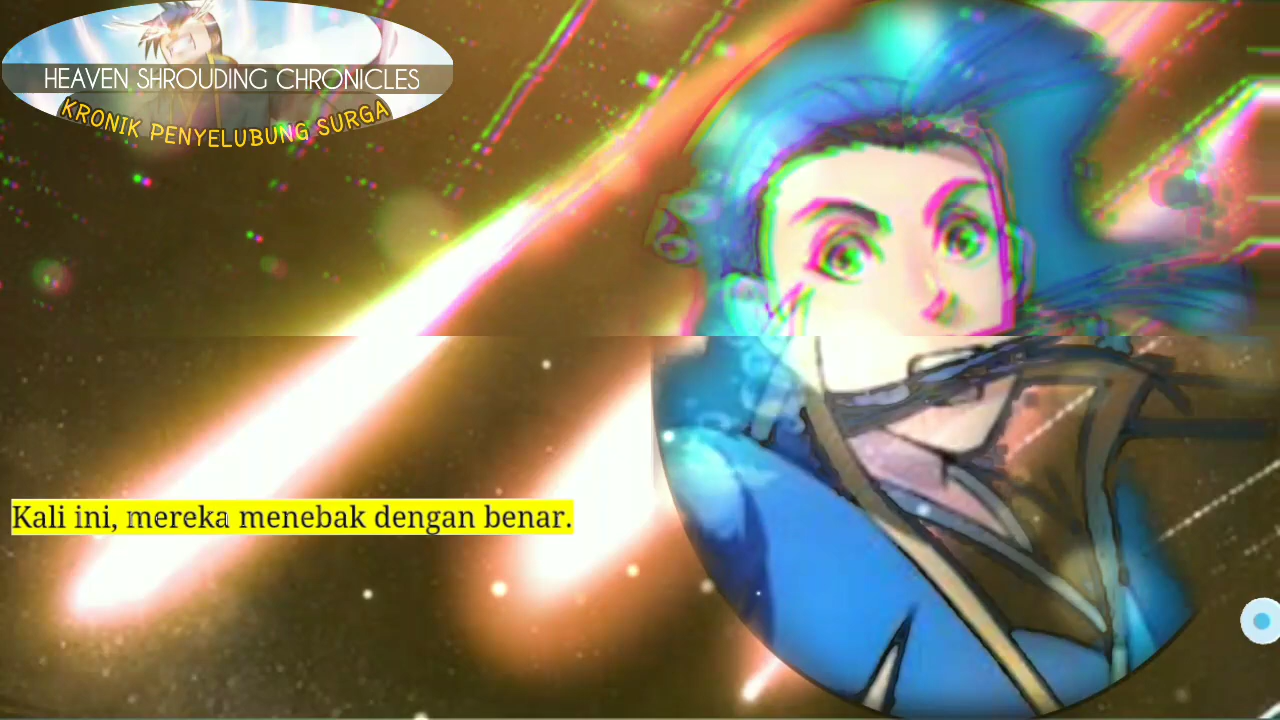 HEAVEN SHROUDING CHRONICLES
KRONIK PENYELUBUNG SURGA
Kali ini, mereka menebak dengan benar.